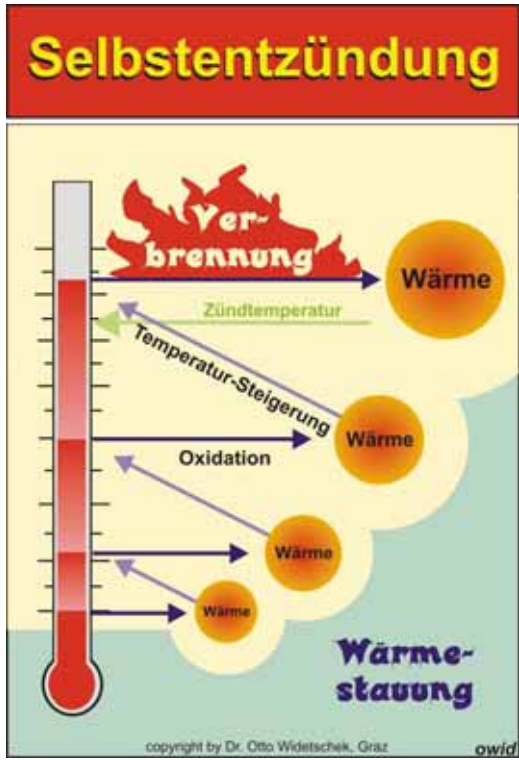 Selbstentzündung
Ver-
brennung
Wärme
Zündtemperatur
Temperatur-Steigerung
Wärme
Oxidation
Wärme
Wärme
Wärme-
stauung
copyright by Dr. Otto Widetschek, Graz
owid